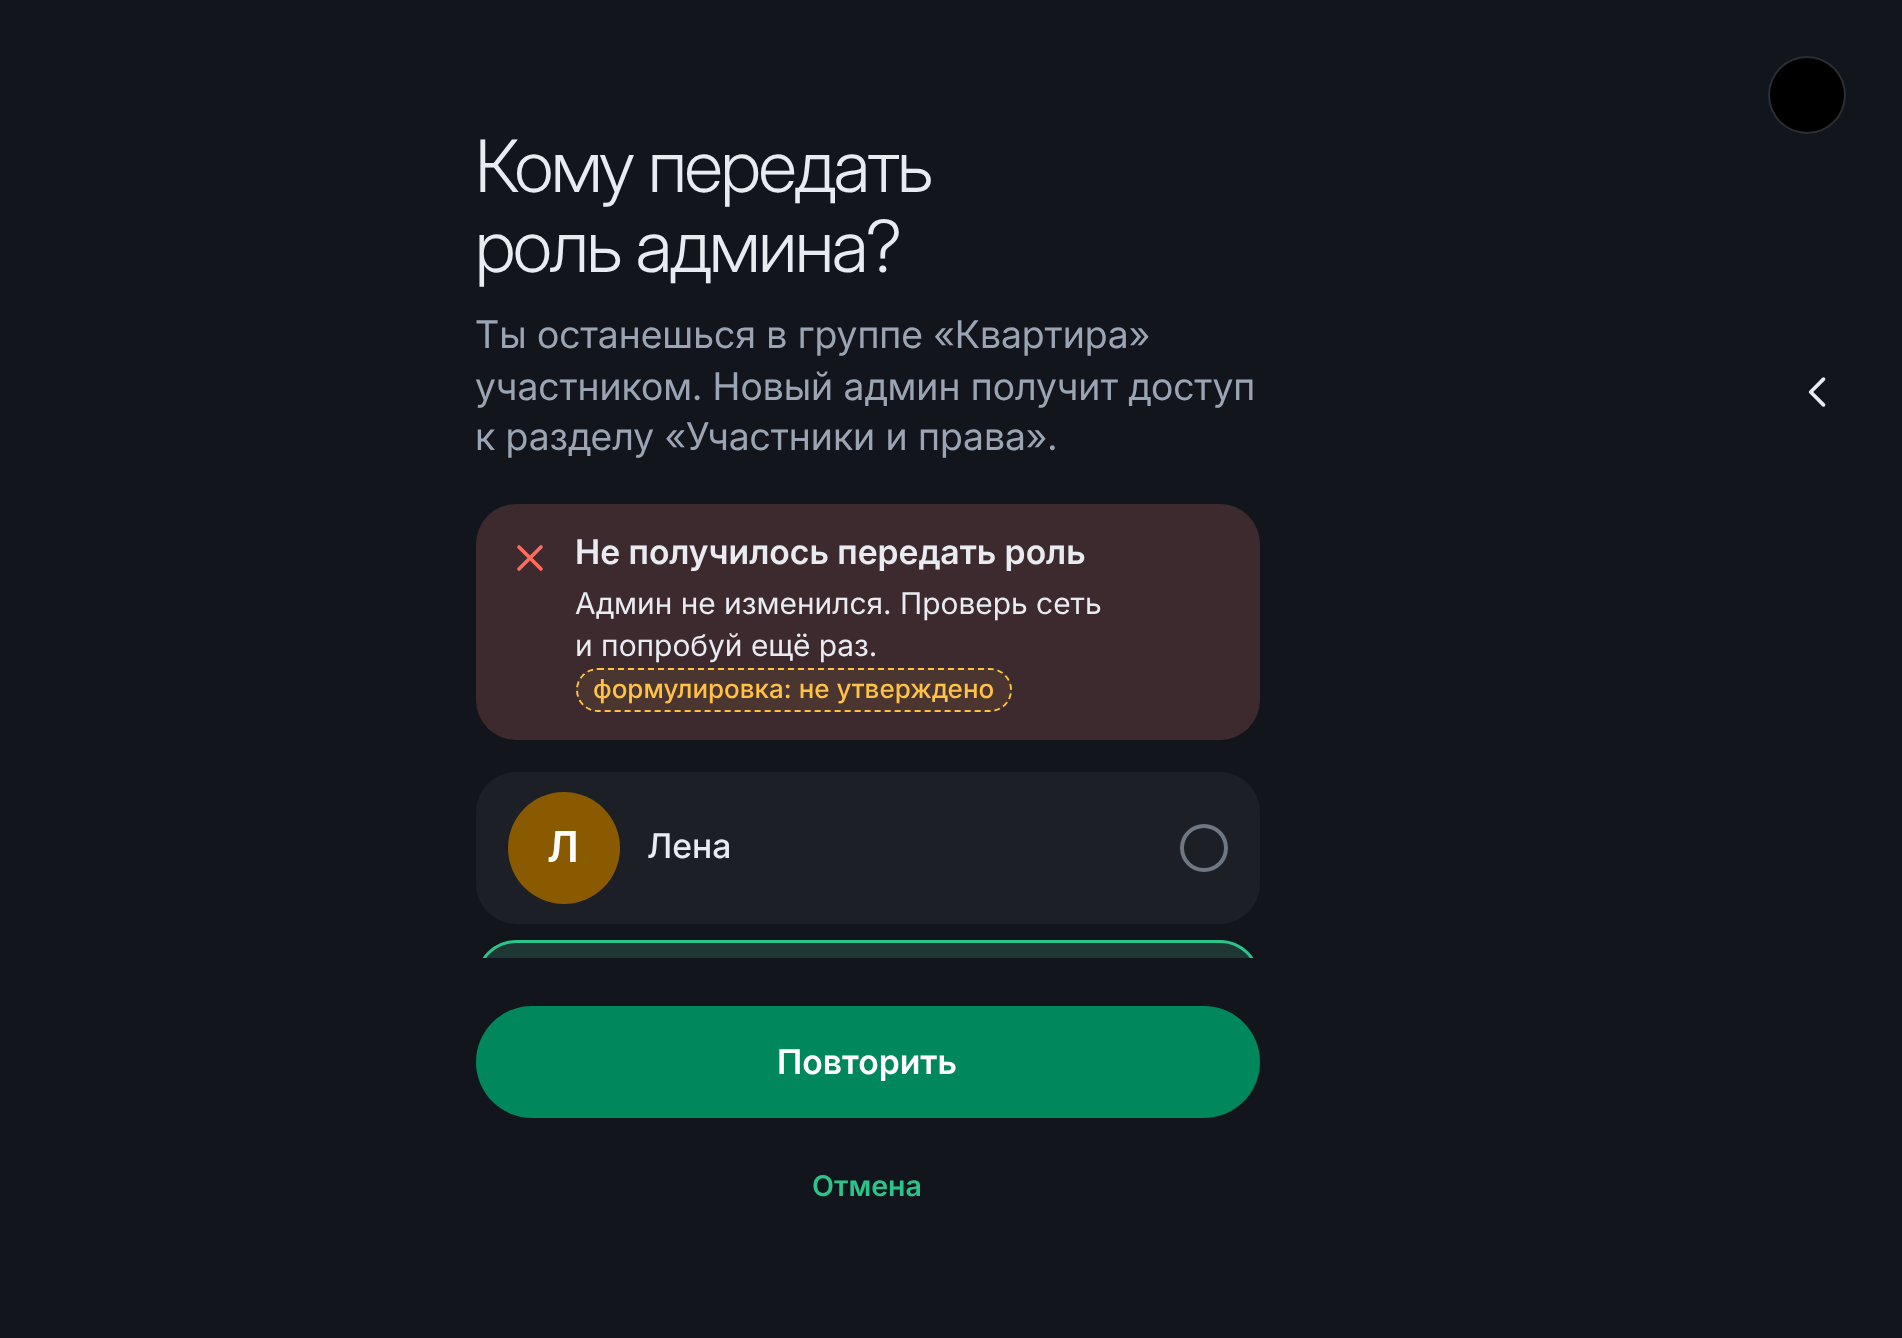 Кому передать
роль админа?
Ты останешься в группе «Квартира»
участником. Новый админ получит доступ
к разделу «Участники и права».
Не получилось передать роль
Админ не изменился. Проверь сеть
и попробуй ещё раз.
формулировка: не утверждено
Л
Лена
Повторить
Отмена